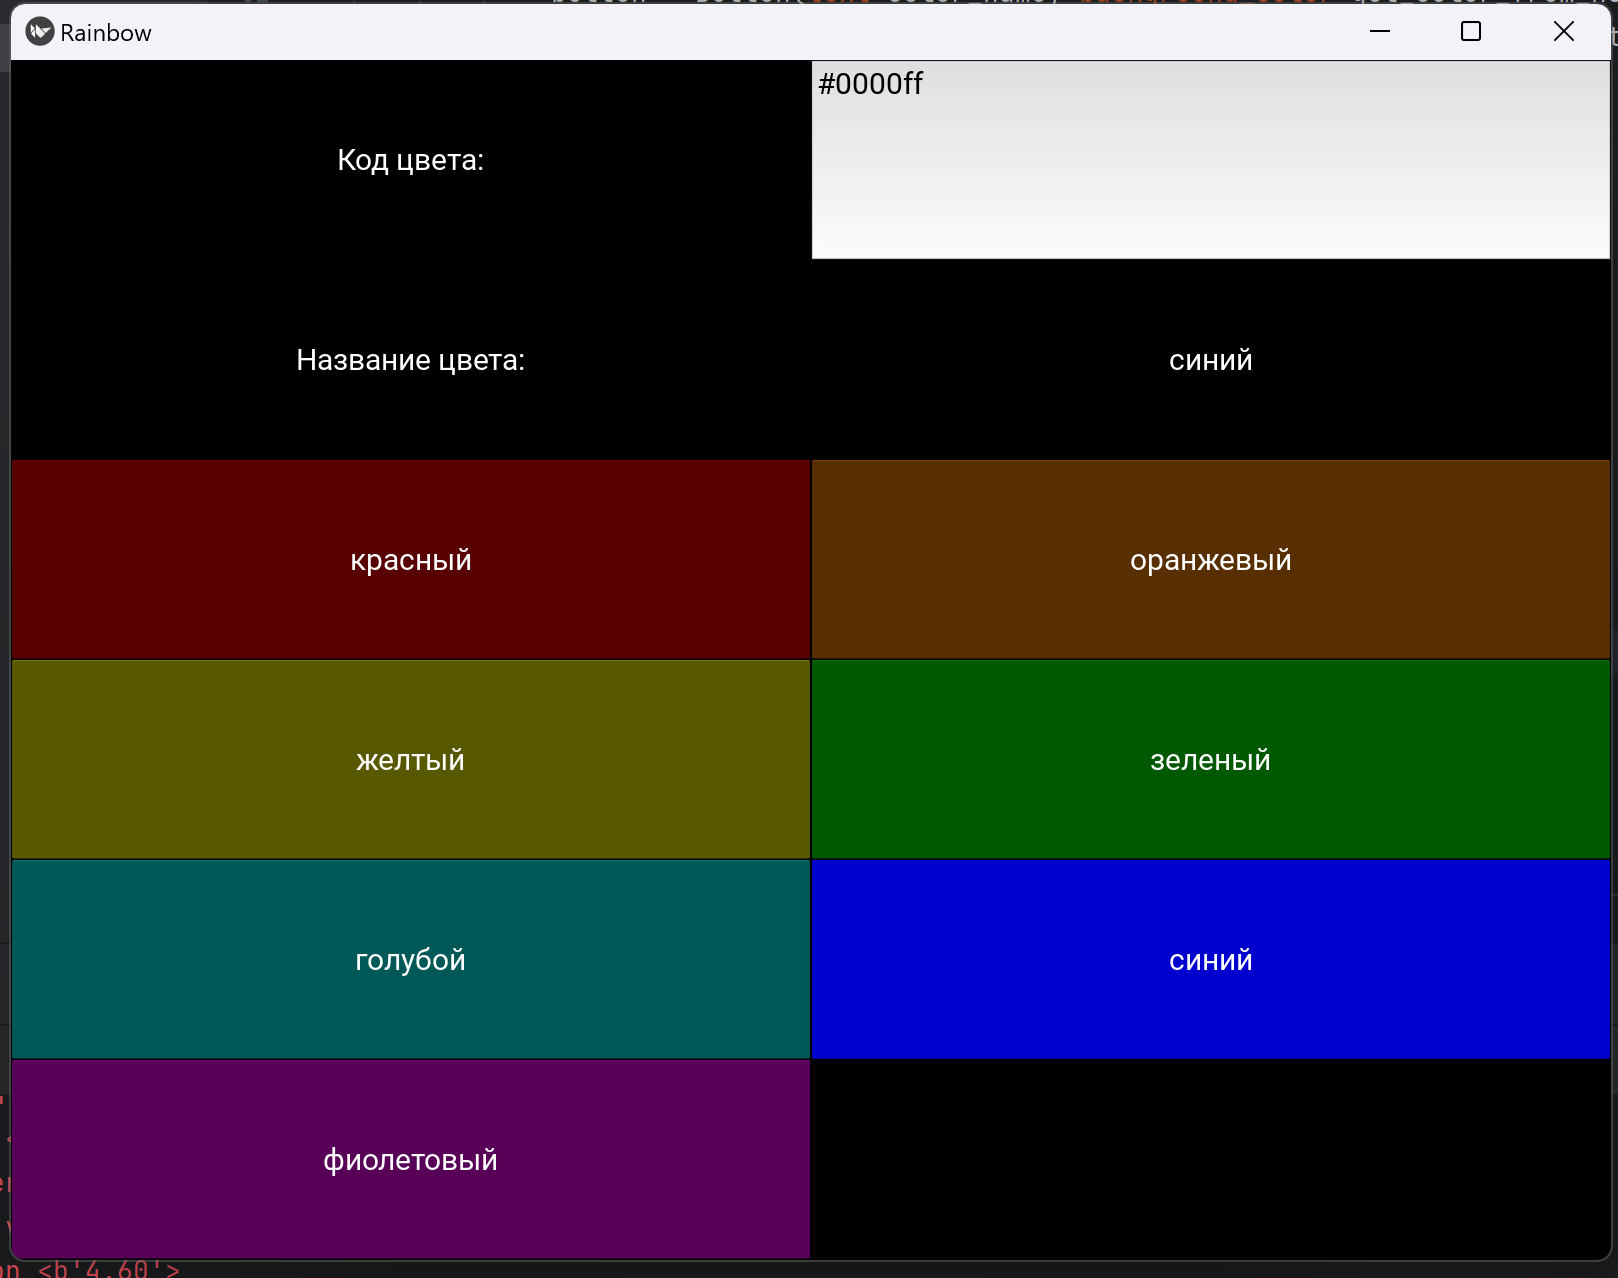 Rainbow
Код цвета:
#0000ff
Название цвета:
синий
красный
оранжевый
желтый
зеленый
голубой
синий
фиолетовый
on <b'4.60'>